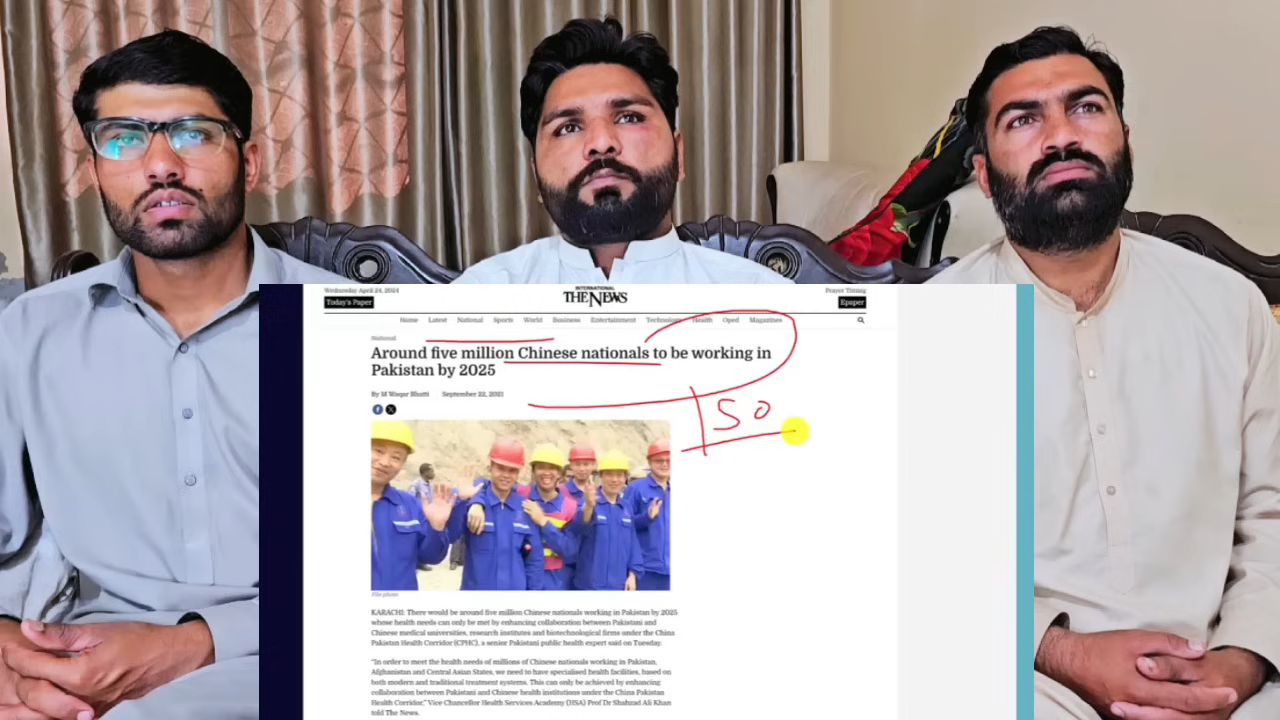 Wednesday April 24, 2024
INTERNATIONAL
THE NEWS
Prayer Timing
Today's Paper
Epaper
Home Latest National Sports World Business Entertainment Technology Health Oped Magazines
National
Around five million Chinese nationals to be working in
Pakistan by 2025
By M Waqar Bhatti September 22, 2021
50
File photo
KARACHI: There would be around five million Chinese nationals working in Pakistan by 2025
whose health needs can only be met by enhancing collaboration between Pakistani and
Chinese medical universities, research institutes and biotechnological firms under the China
Pakistan Health Corridor (CPHC), a senior Pakistani public health expert said on Tuesday.
"In order to meet the health needs of millions of Chinese nationals working in Pakistan,
Afghanistan and Central Asian States, we need to have specialised health facilities, based on
both modern and traditional treatment systems. This can only be achieved by enhancing
collaboration between Pakistani and Chinese health institutions under the China Pakistan
Health Corridor," Vice Chancellor Health Services Academy (HSA) Prof Dr Shahzad Ali Khan
told The News.